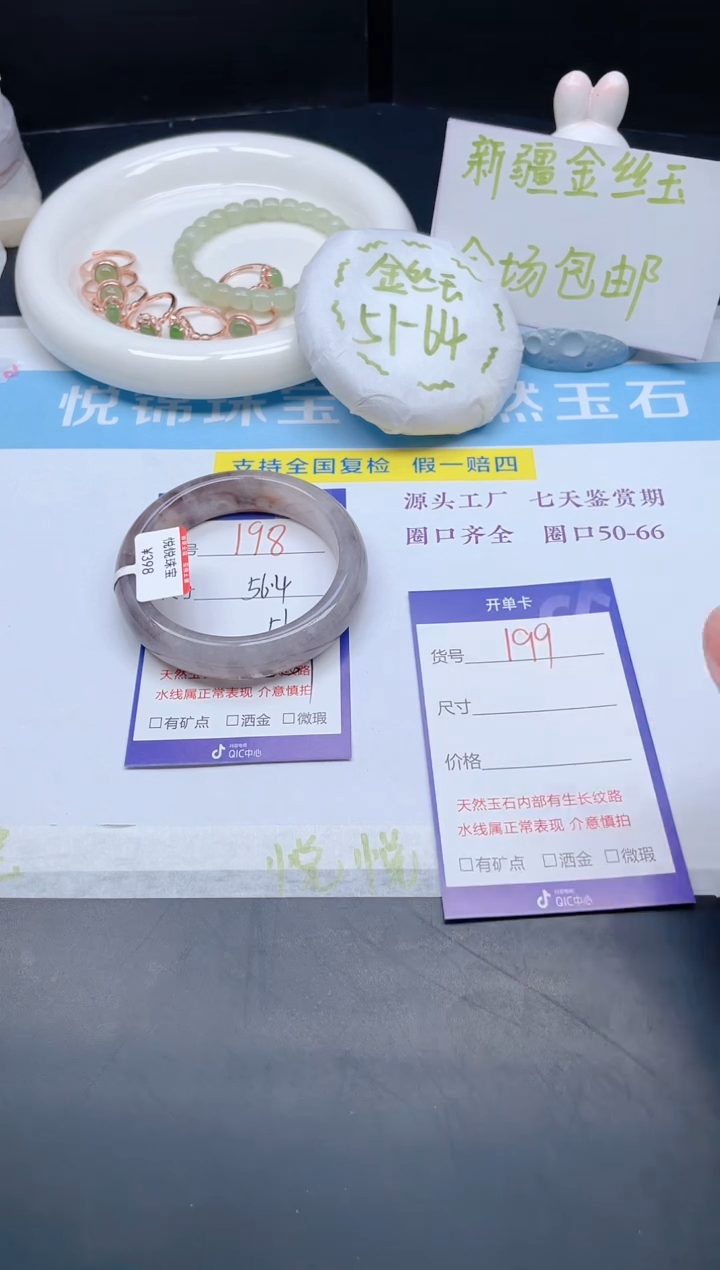 新疆金丝玉
全场包邮
金丝玉
51-64
悦锦珠宝 然玉石
支持全国复检 假一赔四
源头工厂 七天鉴赏期
圈口齐全 圈口50-66
号 198
56.4
悦悦珠宝
¥398
水线属正常表现 介意慎拍
□有矿点 □洒金 □微瑕
QIC中心
开单卡
货号 199
尺寸
价格
天然玉石内部有生长纹路
水线属正常表现 介意慎拍
□有矿点 □洒金 □微瑕
QIC中心
悦悦